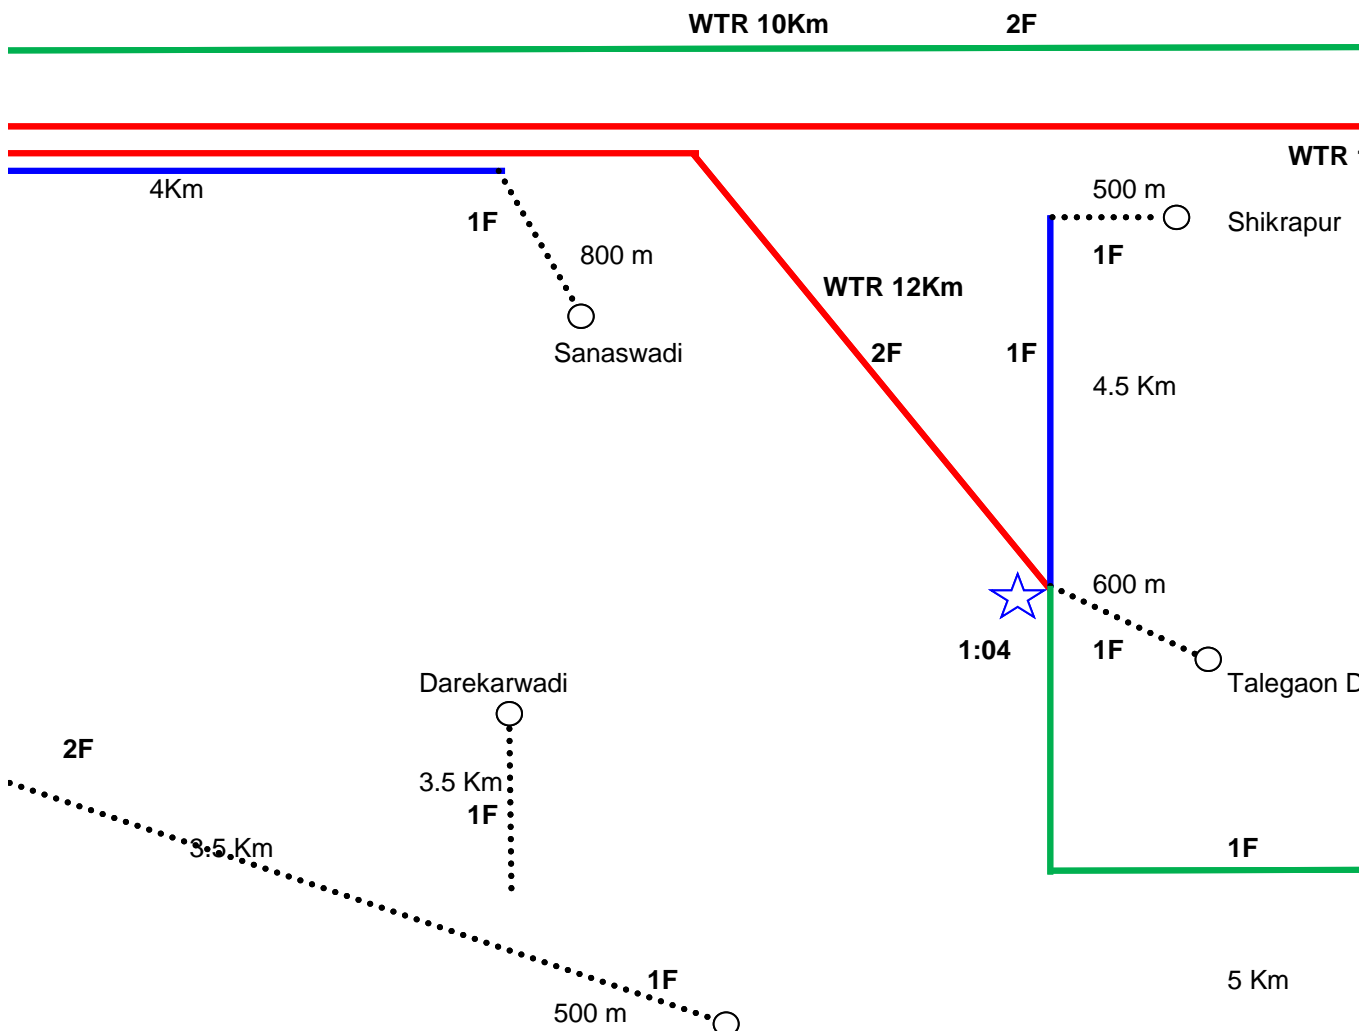 WTR 10Km 2F
WTR 1
4Km
500 m
1F
Shikrapur
800 m
1F
WTR 12Km
Sanaswadi
2F
1F
4.5 Km
600 m
1:04
1F
Darekarwadi
Talegaon D
2F
3.5 Km
1F
3.5 Km
1F
1F
5 Km
500 m